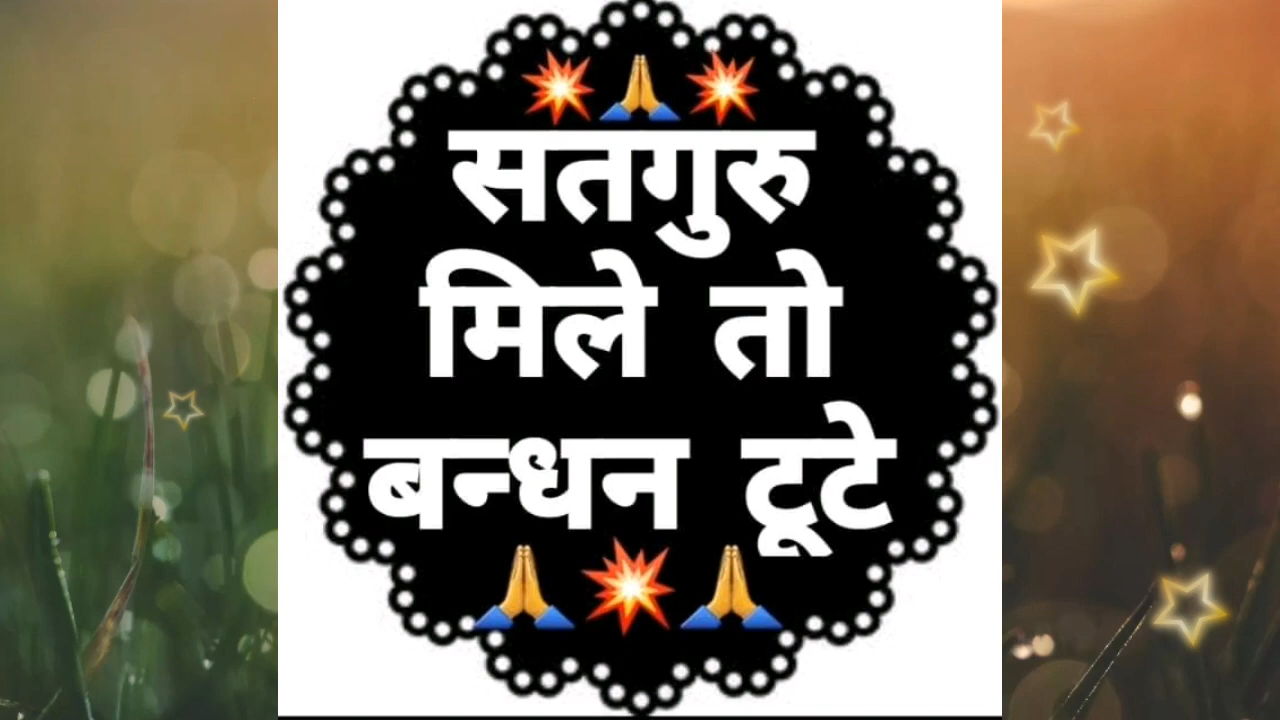 सतगुरु
मिले तो
बन्धन टूटे